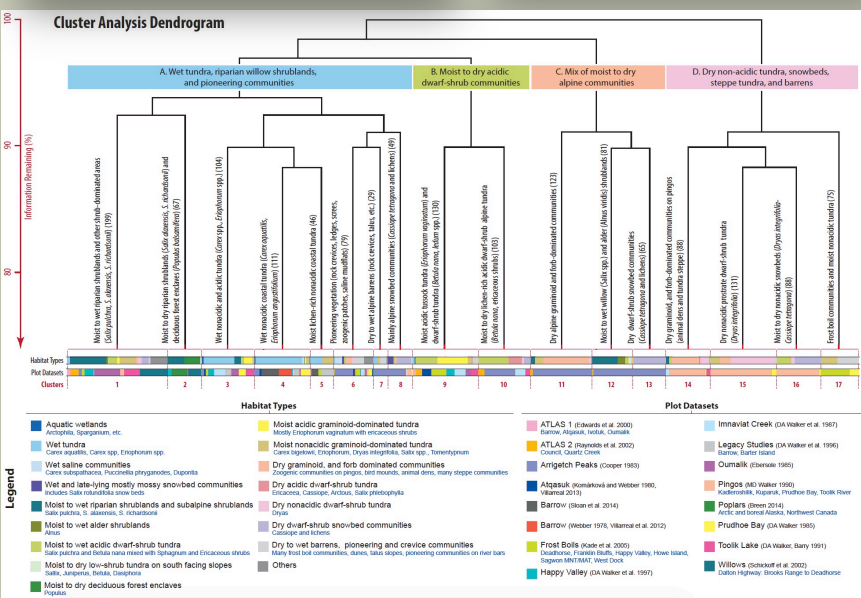 Cluster Analysis Dendrogram
100
90
80
Information Remaining (%)
A. Wet tundra, riparian willow shrublands,
and pioneering communities
B. Moist to dry acidic
dwarf-shrub communities
C. Mix of moist to dry
alpine communities
D. Dry non-acidic tundra, snowbeds,
steppe tundra, and barrens
Moist to wet riparian shrublands and other shrub-dominated areas
(Salix pulchra, S. alaxensis, S. richardsonii) (199)
Moist to dry riparian shrublands (Salix alaxensis, S. richardsonii) and
deciduous forest enclaves (Populus balsamifera) (67)
Wet nonacidic and acidic tundra (Carex spp., Eriophorum spp.) (104)
Wet nonacidic coastal tundra (Carex aquatilis,
Eriophorum angustifolium) (111)
Moist lichen-rich nonacidic coastal tundra (46)
Pioneering vegetation (rock crevices, ledges, screes,
zoogenic patches, saline mudflats) (79)
Dry to wet alpine barrens (rock crevices, talus, etc.) (29)
Mainly alpine snowbed communities (Cassiope tetragona and lichens) (49)
Moist acidic tussock tundra (Eriophorum vaginatum) and
dwarf-shrub tundra (Betula nana, ledum spp.) (130)
Moist to dry lichen-rich acidic dwarf-shrub alpine tundra
(Betula nana, ericaceous shrubs) (103)
Dry alpine graminoid and forb-dominated communities (123)
Moist to wet willow (Salix spp.) and alder (Alnus viridis) shrublands (81)
Dry dwarf-shrub snowbed communities
(Cassiope tetragona and lichens) (65)
Dry graminoid, and forb-dominated communities on pingos
(animal dens and tundra steppe) (88)
Dry nonacidic prostrate dwarf-shrub tundra
(Dryas integrifolia) (131)
Moist to dry nonacidic snowbeds (Dryas integrifolia-
Cassiope tetragona) (88)
Frost boil communities and moist nonacidic tundra (75)
Habitat Types
Plot Datasets
Clusters 1 2 3 4 5 6 7 8 9 10 11 12 13 14 15 16 17
Legend
Habitat Types
Aquatic wetlands
Arctophila, Sparganium, etc.
Wet tundra
Carex aquatilis, Carex spp, Eriophorum spp.
Wet saline communities
Carex subspathacea, Puccinellia phryganodes, Dupontia
Wet and late-lying mostly mossy snowbed communities
Includes Salix rotundifolia snow beds
Moist to wet riparian shrublands and subalpine shrublands
Salix pulchra, S. alaxensis, S. richardsonii
Moist to wet alder shrublands
Alnus
Moist to wet acidic dwarf-shrub tundra
Salix pulchra and Betula nana mixed with Sphagnum and Ericaceous shrubs
Moist to dry low-shrub tundra on south facing slopes
Salix, Juniperus, Betula, Dasiphora
Moist to dry deciduous forest enclaves
Populus
Moist acidic graminoid-dominated tundra
Mostly Eriophorum vaginatum with ericaceous shrubs
Moist nonacidic graminoid-dominated tundra
Carex bigelowii, Eriophorum, Dryas integrifolia, Salix spp., Tomentypnum
Dry graminoid, and forb dominated communities
Zoogenic communities on pingos, bird mounds, animal dens, many steppe communities
Dry acidic dwarf-shrub tundra
Ericaceea, Cassiope, Arctous, Salix phlebophylla
Dry nonacidic dwarf-shrub tundra
Dryas
Dry dwarf-shrub snowbed communities
Cassiope and lichens
Dry to wet barrens, pioneering and crevice communities
Many frost boil communities, dunes, talus slopes, pioneering communities on river bars
Others
Plot Datasets
ATLAS 1 (Edwards et al. 2000)
Barrow, Atqasuk, Ivotuk, Oumalik
ATLAS 2 (Raynolds et al. 2002)
Council, Quartz Creek
Arrigetch Peaks (Cooper 1983)
Atqasuk (Komárková and Webber 1980,
Villarreal 2013)
Barrow (Sloan et al. 2014)
Barrow (Webber 1978, Villarreal et al. 2012)
Frost Boils (Kade et al. 2005)
Deadhorse, Franklin Bluffs, Happy Valley, Howe Island,
Sagwon MNT/MAT, West Dock
Happy Valley (DA Walker et al. 1997)
Imnaviat Creek (DA Walker et al. 1987)
Legacy Studies (DA Walker et al. 1996)
Barrow, Barter Island
Oumalik (Ebersole 1985)
Pingos (MD Walker 1990)
Kadleroshilik, Kuparuk, Prudhoe Bay, Toolik River
Poplars (Breen 2014)
Arctic and boreal Alaska, Northwest Canada
Prudhoe Bay (DA Walker 1985)
Toolik Lake (DA Walker, Barry 1991)
Willows (Schickoff et al. 2002)
Dalton Highway: Brooks Range to Deadhorse